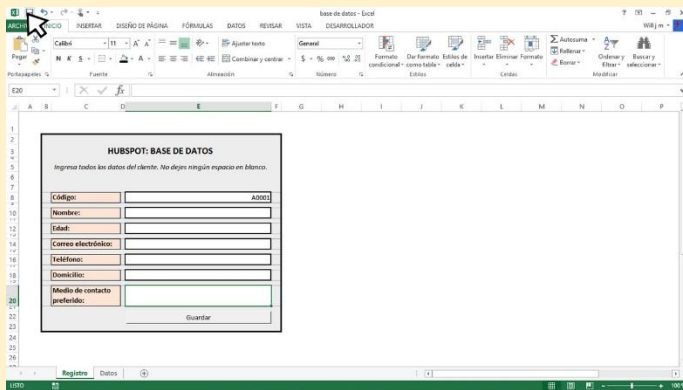 base de datos - Excel
INICIO INSERTAR DISEÑO DE PÁGINA FÓRMULAS DATOS REVISAR VISTA DESARROLLADOR
Calibri 11 Ajustar texto General Autosuma
Pegar N K S Combinar y centrar $ % 000 Formato condicional Dar formato como tabla Estilos de celda Insertar Eliminar Formato Rellenar Borrar Ordenar y filtrar Buscar y seleccionar
Portapapeles Fuente Alineación Número Estilos Celdas Modificar
E20 fx
A B C D E F G H I J K L M N O P
HUBSPOT: BASE DE DATOS
Ingresa todos los datos del cliente. No dejes ningún espacio en blanco.
Código: A0001
Nombre:
Edad:
Correo electrónico:
Teléfono:
Domicilio:
Medio de contacto
preferido:
Guardar
Registro Datos
LISTO 100%